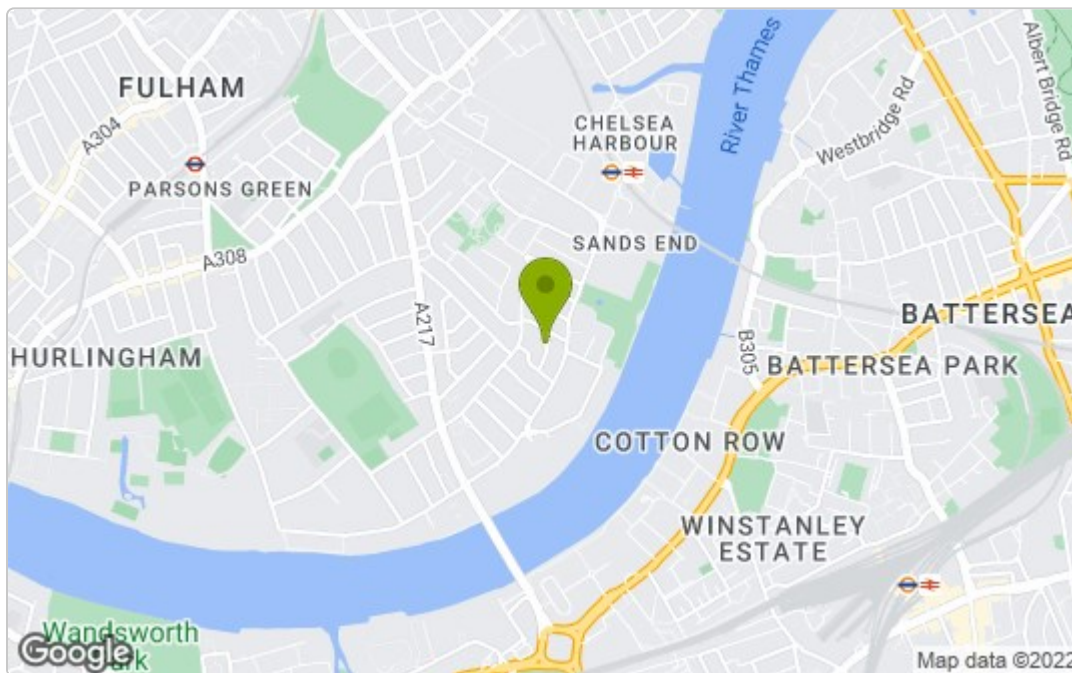 FULHAM
A304
PARSONS GREEN
A308
HURLINGHAM
A217
CHELSEA
HARBOUR
SANDS END
River Thames
Westbridge Rd
Albert Bridge Rd
BATTERSEA
BATTERSEA PARK
B305
COTTON ROW
WINSTANLEY
ESTATE
Wandsworth
Park
Google
Map data ©2022